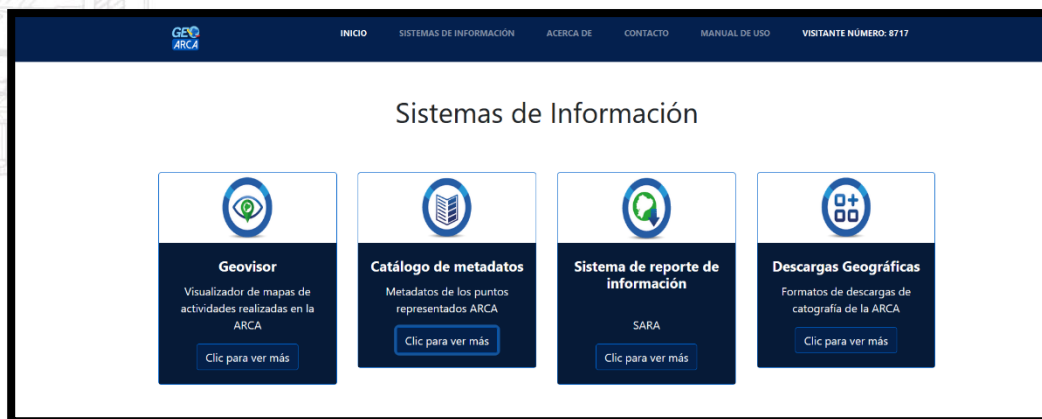 GEO
ARCA
INICIO SISTEMAS DE INFORMACIÓN ACERCA DE CONTACTO MANUAL DE USO VISITANTE NÚMERO: 8717
Sistemas de Información
Geovisor
Visualizador de mapas de
actividades realizadas en la
ARCA
Clic para ver más
Catálogo de metadatos
Metadatos de los puntos
representados ARCA
Clic para ver más
Sistema de reporte de
información
SARA
Clic para ver más
Descargas Geográficas
Formatos de descargas de
catografía de la ARCA
Clic para ver más